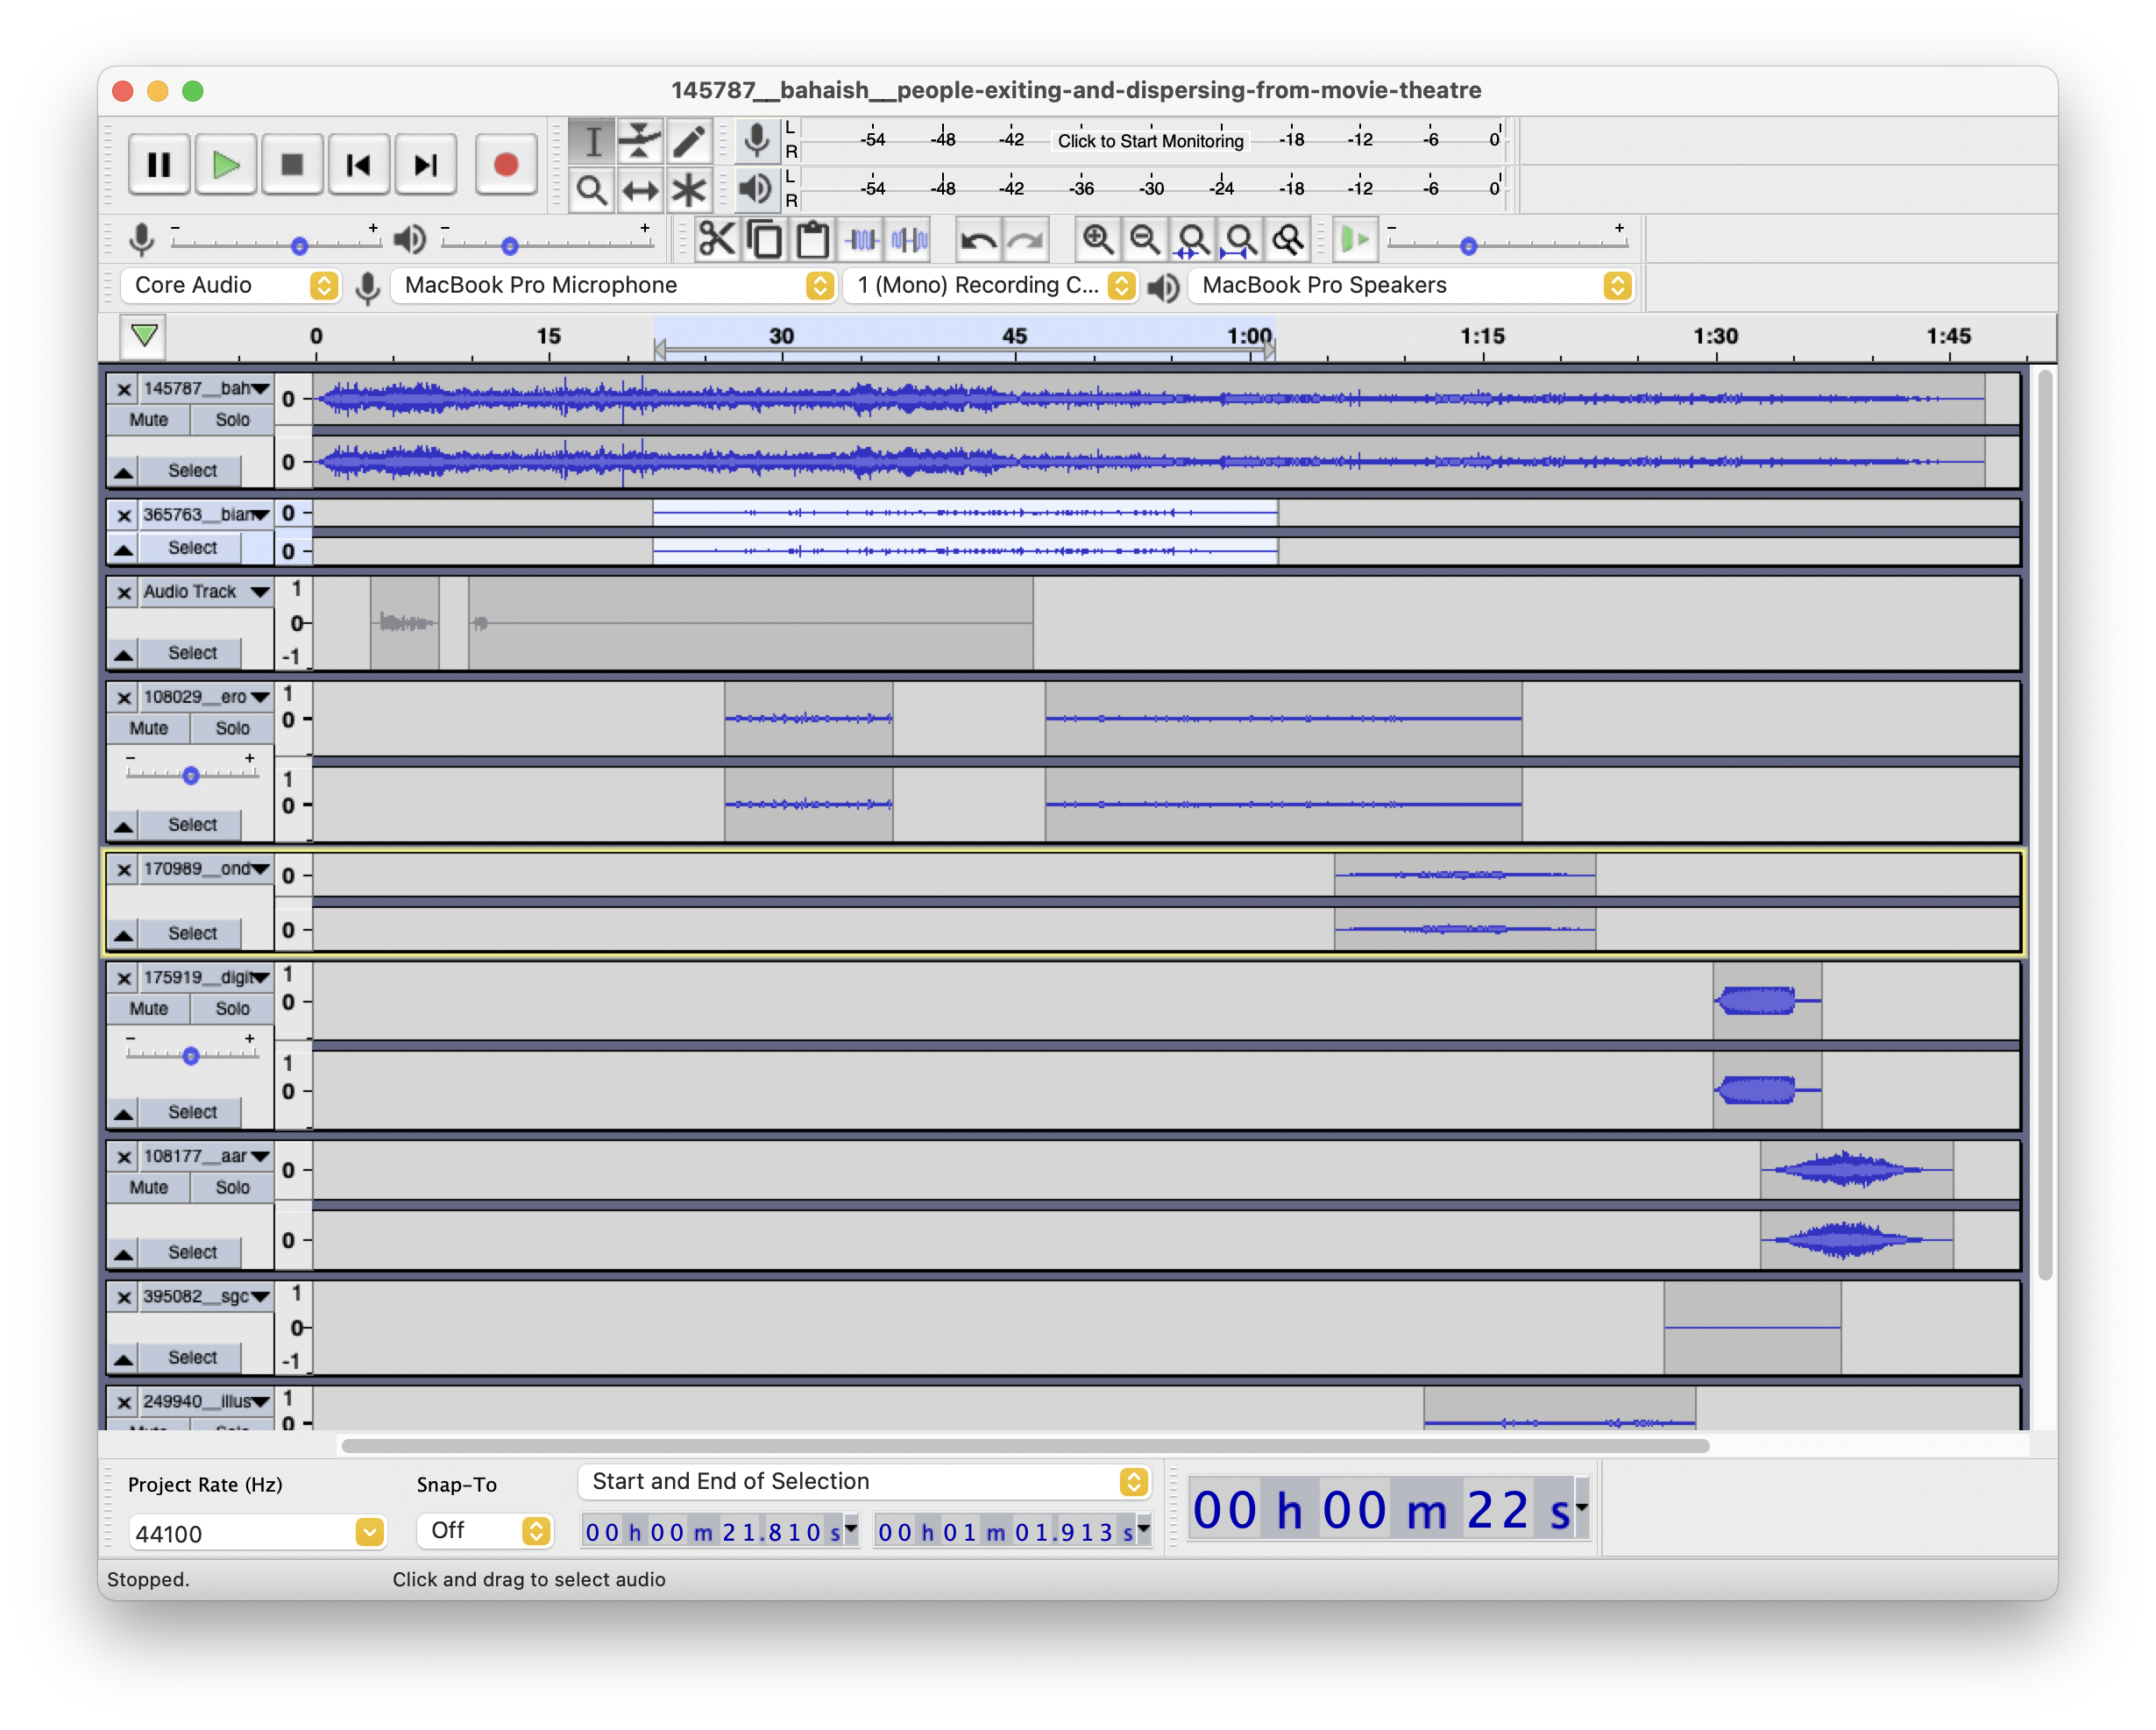 145787__bahaish__people-exiting-and-dispersing-from-movie-theatre
L
R
-54 -48 -42 Click to Start Monitoring -18 -12 -6 0
L
R
-54 -48 -42 -36 -30 -24 -18 -12 -6 0
- + - + - +
Core Audio MacBook Pro Microphone 1 (Mono) Recording C... MacBook Pro Speakers
0 15 30 45 1:00 1:15 1:30 1:45
145787__bah 0
Mute Solo
Select 0
365763__bian 0
Select 0
Audio Track 1
0
Select -1
108029__ero 1
0
Mute Solo
- +
1
0
Select
170989__ond 0
Select 0
175919__digit 1
0
Mute Solo
- +
1
0
Select
108177__aar 0
Mute Solo
Select 0
395082__sgc 1
0
Select -1
249940__illus 1
0
Mute Solo
Project Rate (Hz) Snap-To Start and End of Selection
44100 Off 00 h 00 m 21.810 s 00 h 01 m 01.913 s 00 h 00 m 22 s
Stopped. Click and drag to select audio